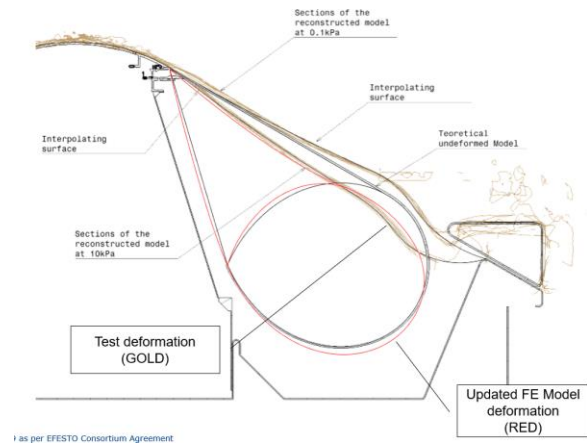 Sections of the
reconstructed model
at 0.1kPa
Interpolating
surface
Interpolating
surface
Teoretical
undeformed Model
Sections of the
reconstructed model
at 10kPa
Test deformation
(GOLD)
Updated FE Model
deformation
(RED)
as per EFESTO Consortium Agreement